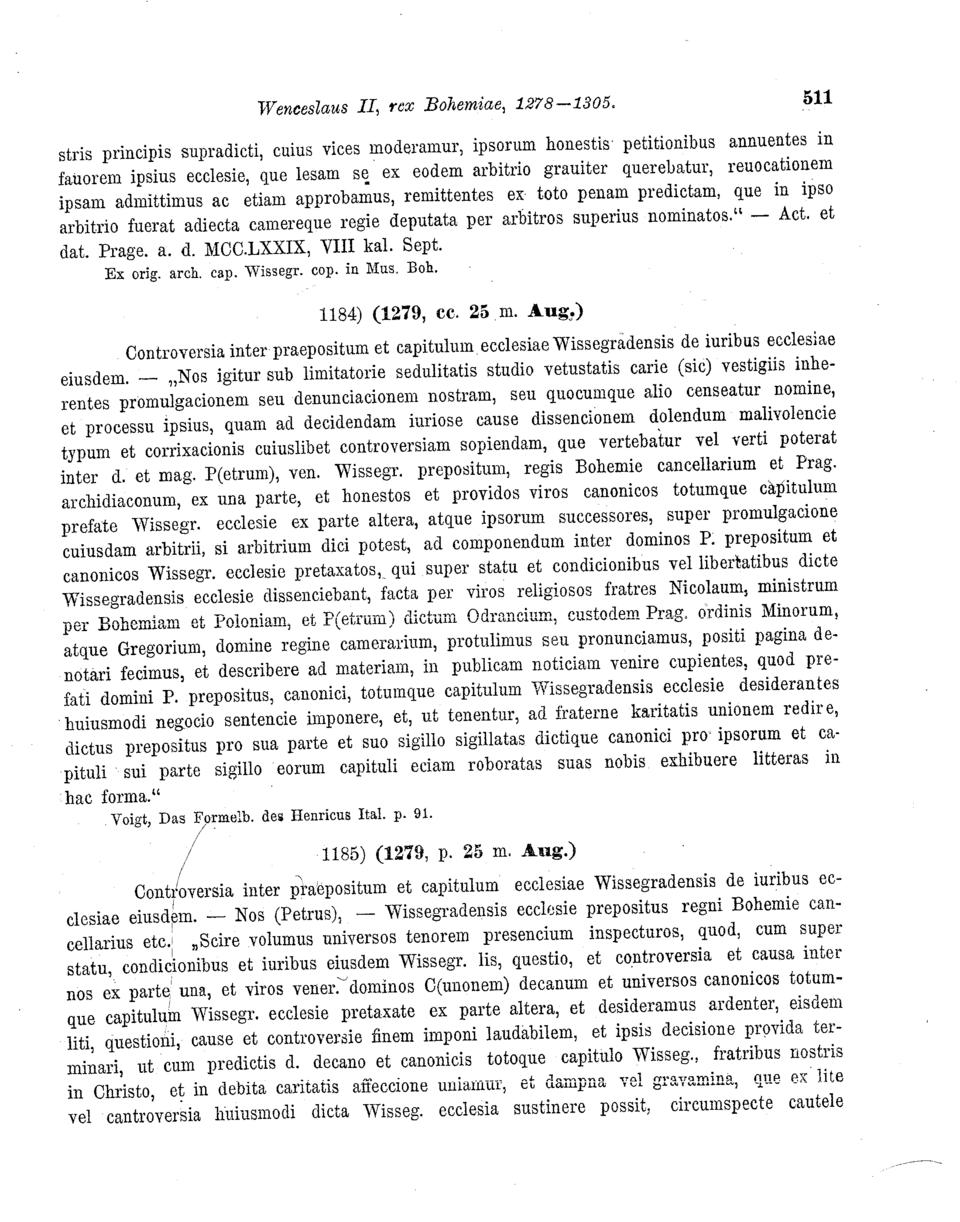 Wenceslaus II, rex Bohemiae, 1278—1305. 511
stris principis supradicti, cuius vices moderamur, ipsorum honestis petitionibus annuentes in
fauorem ipsius ecclesie, que lesam se ex eodem arbitrio grauiter querebatur, reuocationem
ipsam admittimus ac etiam approbamus, remittentes ex toto penam predictam, que in ipso
arbitrio fuerat adiecta camereque regie deputata per arbitros superius nominatos.“ — Act. et
dat. Prage. a. d. MCC.LXXIX, VIII kal. Sept.
Ex orig. arch. cap. Wissegr. cop. in Mus. Boh.
1184) (1279, cc. 25 m. Aug.)
Controversia inter praepositum et capitulum ecclesiae Wissegradensis de iuribus ecclesiae
eiusdem. — „Nos igitur sub limitatorie sedulitatis studio vetustatis carie (sic) vestigiis inhe-
rentes promulgacionem seu denunciacionem nostram, seu quocumque alio censeatur nomine,
et processu ipsius, quam ad decidendam iuriose cause dissencionem dolendum malivolencie
typum et corrixacionis cuiuslibet controversiam sopiendam, que vertebatur vel verti poterat
inter d. et mag. P(etrum), ven. Wissegr. prepositum, regis Bohemie cancellarium et Prag.
archidiaconum, ex una parte, et honestos et providos viros canonicos totumque capitulum
prefate Wissegr. ecclesie ex parte altera, atque ipsorum successores, super promulgacione
cuiusdam arbitrii, si arbitrium dici potest, ad componendum inter dominos P. prepositum et
canonicos Wissegr. ecclesie pretaxatos, qui super statu et condicionibus vel libertatibus dicte
Wissegradensis ecclesie dissenciebant, facta per viros religiosos fratres Nicolaum, ministrum
per Bohemiam et Poloniam, et P(etrum) dictum Odrancium, custodem Prag. ordinis Minorum,
atque Gregorium, domine regine camerarium, protulimus seu pronunciamus, positi pagina de-
notari fecimus, et describere ad materiam, in publicam noticiam venire cupientes, quod pre-
fati domini P. prepositus, canonici, totumque capitulum Wissegradensis ecclesie desiderantes
huiusmodi negocio sentencie imponere, et, ut tenentur, ad fraterne karitatis unionem redire,
dictus prepositus pro sua parte et suo sigillo sigillatas dictique canonici pro ipsorum et ca-
pituli sui parte sigillo eorum capituli eciam roboratas suas nobis exhibuere litteras in
hac forma.“
Voigt, Das Formelb. des Henricus Ital. p. 91.
1185) (1279, p. 25 m. Aug.)
Controversia inter praepositum et capitulum ecclesiae Wissegradensis de iuribus ec-
clesiae eiusdem. — Nos (Petrus), — Wissegradensis ecclesie prepositus regni Bohemie can-
cellarius etc. „Scire volumus universos tenorem presencium inspecturos, quod, cum super
statu, condicionibus et iuribus eiusdem Wissegr. lis, questio, et controversia et causa inter
nos ex parte una, et viros vener. dominos C(unonem) decanum et universos canonicos totum-
que capitulum Wissegr. ecclesie pretaxate ex parte altera, et desideramus ardenter, eisdem
liti, questioni, cause et controversie finem imponi laudabilem, et ipsis decisione provida ter-
minari, ut cum predictis d. decano et canonicis totoque capitulo Wisseg., fratribus nostris
in Christo, et in debita caritatis affeccione uniamur, et dampna vel gravamina, que ex lite
vel cantroversia huiusmodi dicta Wisseg. ecclesia sustinere possit, circumspecte cautele